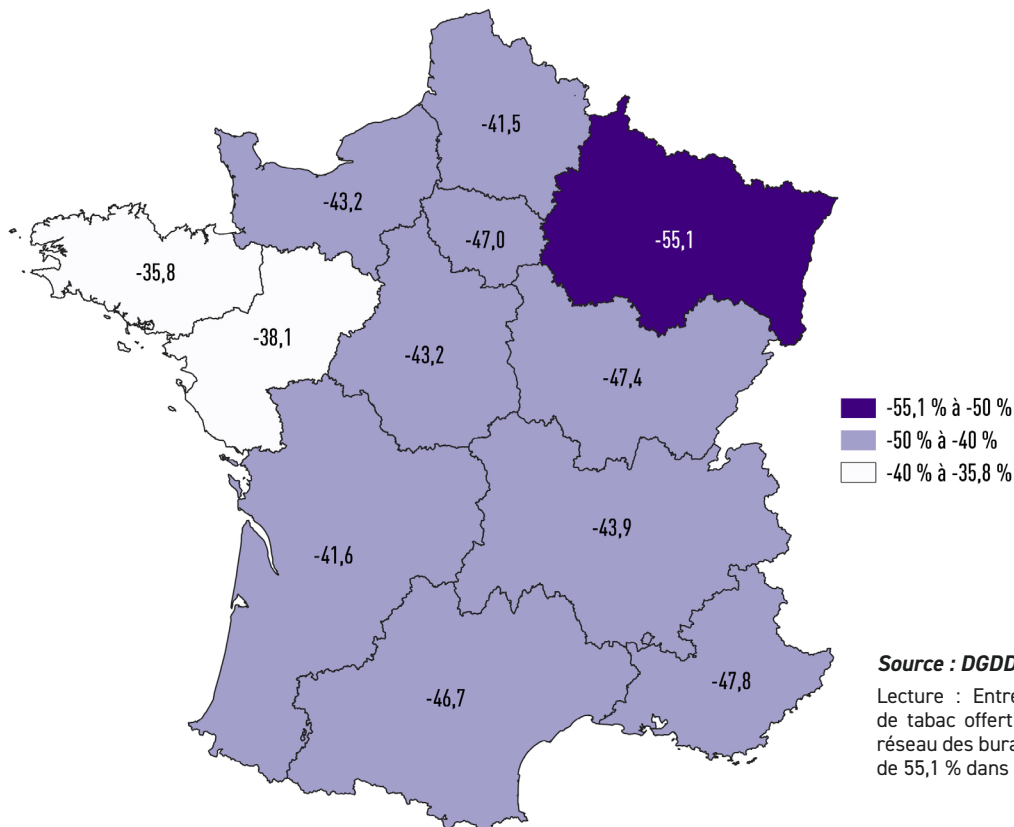 -41,5
-43,2
-47,0
-55,1
-35,8
-38,1
-43,2
-47,4
-55,1 % à -50 %
-50 % à -40 %
-40 % à -35,8 %
-43,9
-41,6
-46,7
-47,8
Source : DGDD
Lecture : Entre
de tabac offert
réseau des bura
de 55,1 % dans